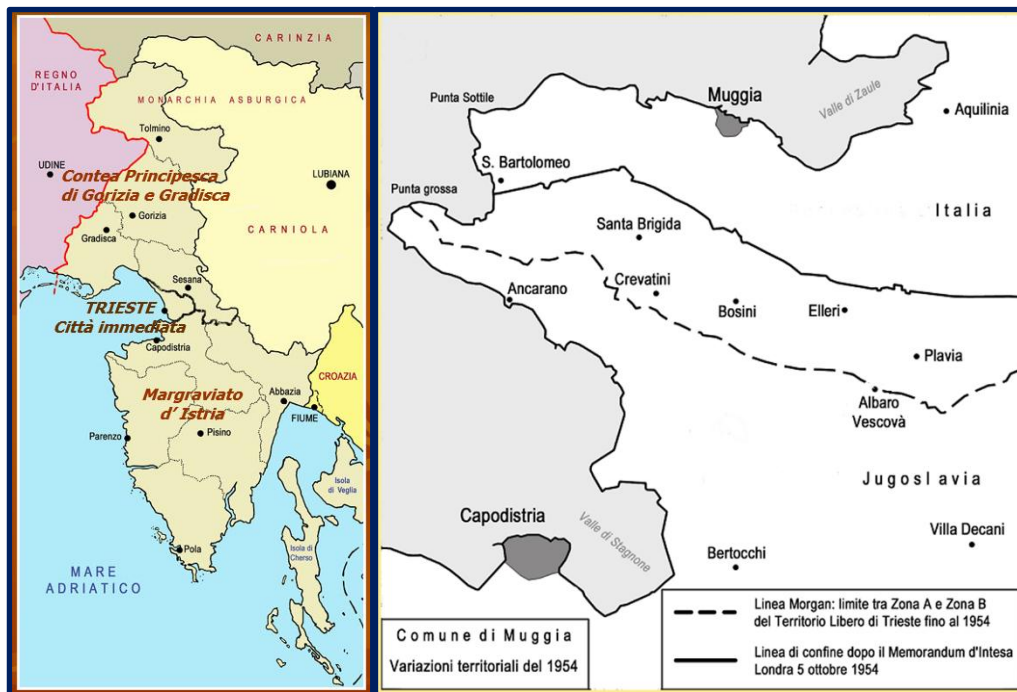 CARINZIA
REGNO
D'ITALIA
MONARCHIA ASBURGICA
Tolmino
UDINE
Contea Principesca
di Gorizia e Gradisca
LUBIANA
Gorizia
Gradisca
CARNIOLA
Sesana
TRIESTE
Città immediata
Capodistria
CROAZIA
Margraviato
d' Istria
Abbazia
FIUME
Parenzo
Pisino
Isola
di Veglia
Pola
Isola di
Cherso
MARE
ADRIATICO
Punta Sottile
Muggia
Valle di Zaule
Aquilinia
S. Bartolomeo
Punta grossa
Italia
Santa Brigida
Crevatini
Ancarano
Bosini
Elleri
Plavia
Albaro
Vescovà
Jugoslavia
Capodistria
Valle di Stagnone
Villa Decani
Bertocchi
Linea Morgan: limite tra Zona A e Zona B
del Territorio Libero di Trieste fino al 1954
Linea di confine dopo il Memorandum d'Intesa
Londra 5 ottobre 1954
Comune di Muggia
Variazioni territoriali del 1954